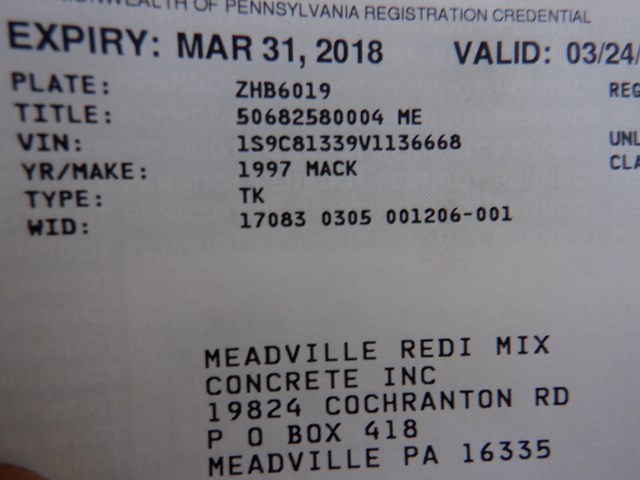 MONWEALTH OF PENNSYLVANIA REGISTRATION CREDENTIAL
EXPIRY: MAR 31, 2018 VALID: 03/24/
PLATE: ZHB6019 REG
TITLE: 50682580004 ME
VIN: 1S9C81339V1136668 UNL
YR/MAKE: 1997 MACK CLA
TYPE: TK
WID: 17083 0305 001206-001
MEADVILLE REDI MIX
CONCRETE INC
19824 COCHRANTON RD
P O BOX 418
MEADVILLE PA 16335